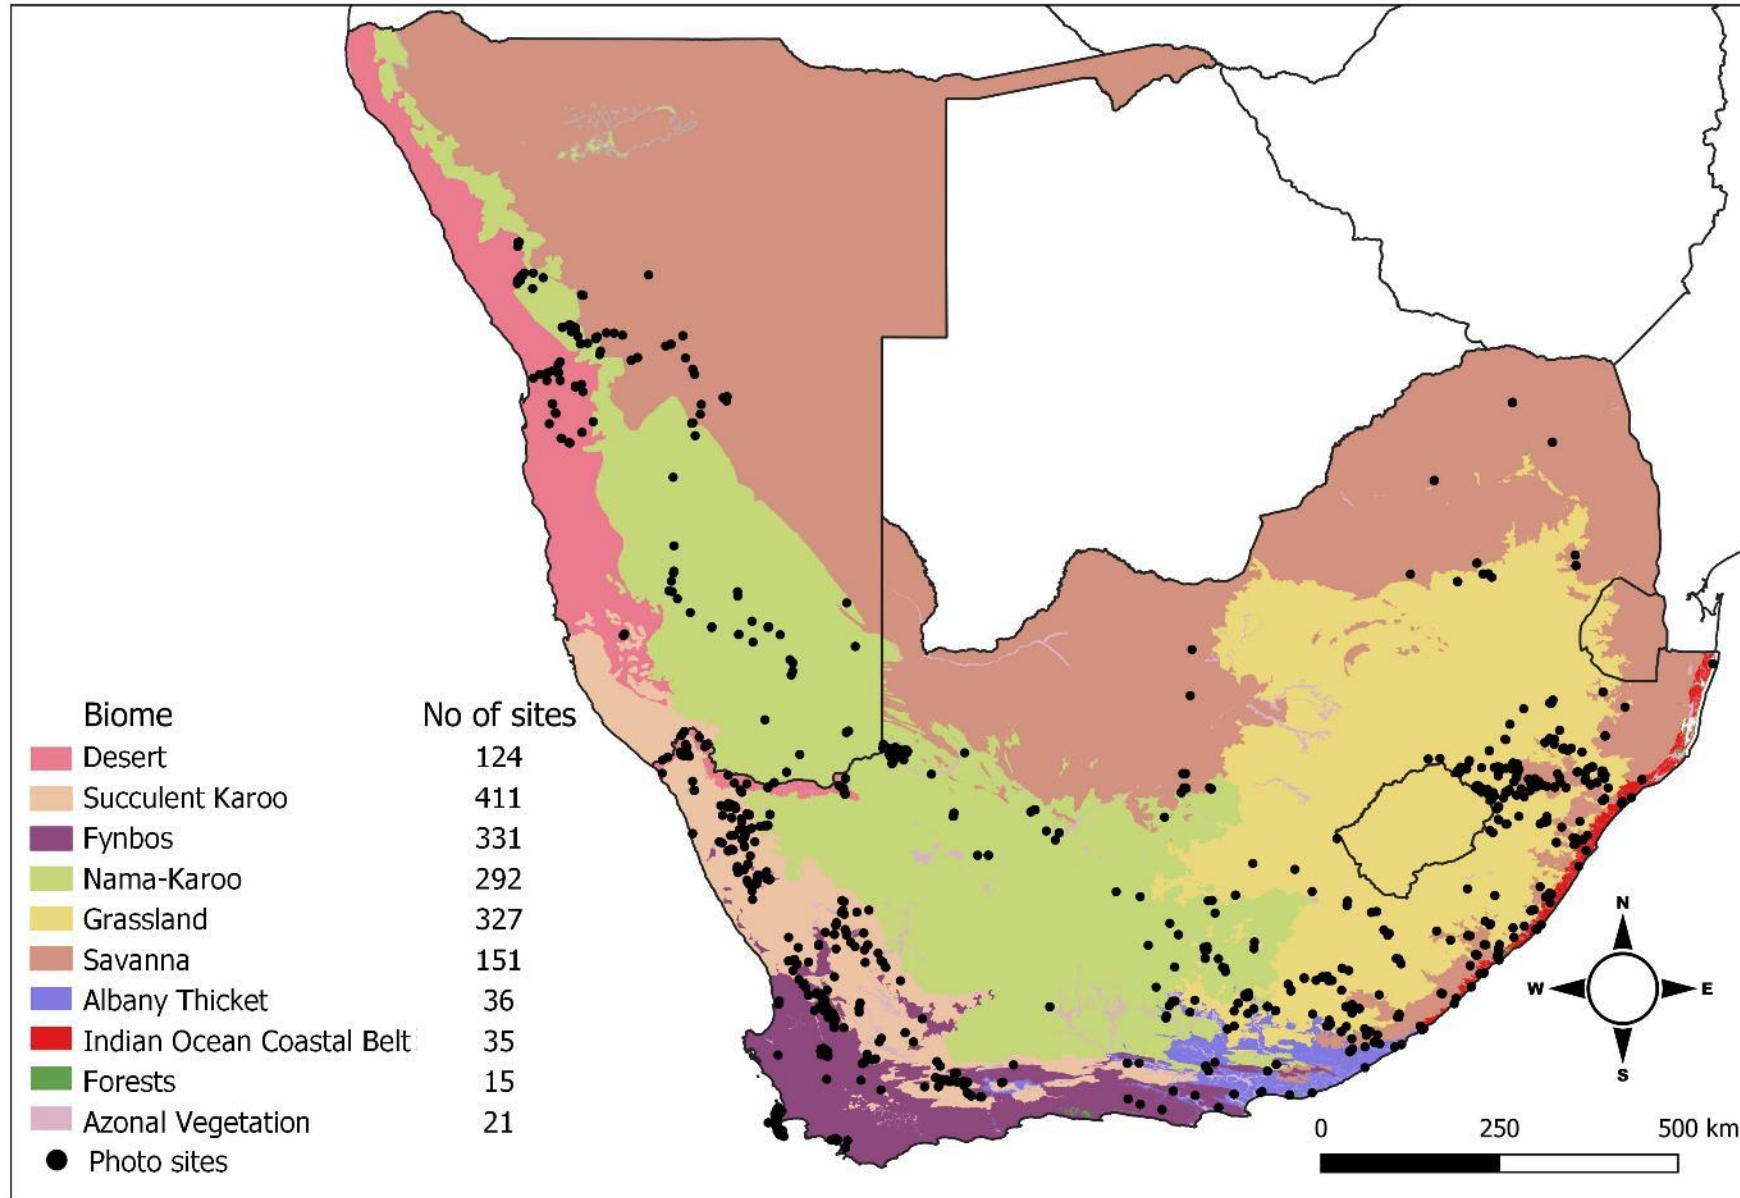 Biome No of sites
Desert 124
Succulent Karoo 411
Fynbos 331
Nama-Karoo 292
Grassland 327
Savanna 151
Albany Thicket 36
Indian Ocean Coastal Belt 35
Forests 15
Azonal Vegetation 21
Photo sites
N
W E
S
0 250 500 km